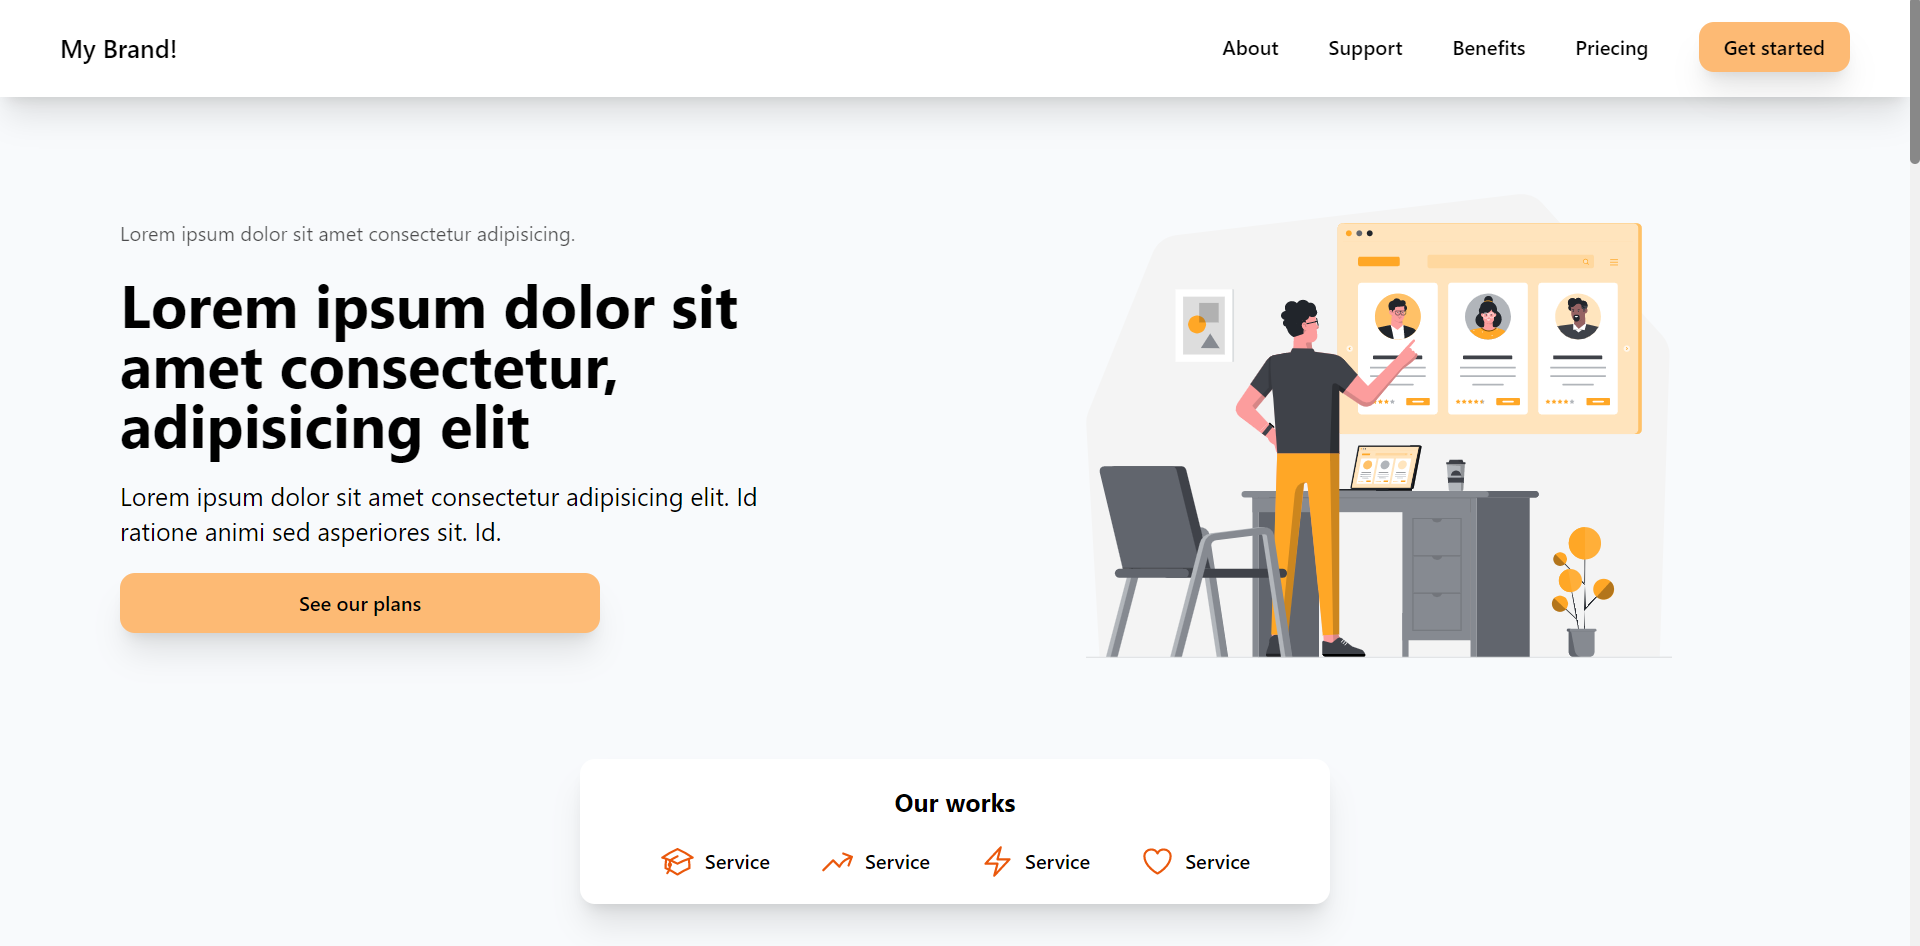 My Brand!
About Support Benefits Priecing Get started
Lorem ipsum dolor sit amet consectetur adipisicing.
Lorem ipsum dolor sit
amet consectetur,
adipisicing elit
Lorem ipsum dolor sit amet consectetur adipisicing elit. Id
ratione animi sed asperiores sit. Id.
See our plans
Our works
Service Service Service Service